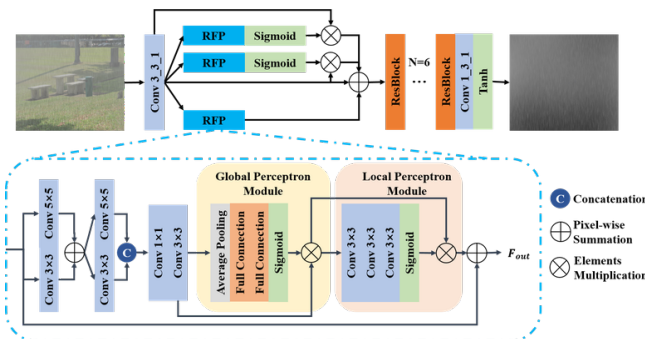 RFP Sigmoid
RFP Sigmoid
RFP
Conv 3_3_1
ResBlock
N=6
...
ResBlock
Conv 1_3_1
Tanh
Conv 5×5
Conv 3×3
Conv 5×5
Conv 3×3
C
Conv 1×1
Conv 3×3
Global Perceptron
Module
Average Pooling
Full Connection
Full Connection
Sigmoid
Local Perceptron
Module
Conv 3×3
Conv 3×3
Conv 3×3
Sigmoid
F_out
C Concatenation
Pixel-wise
Summation
Elements
Multiplication